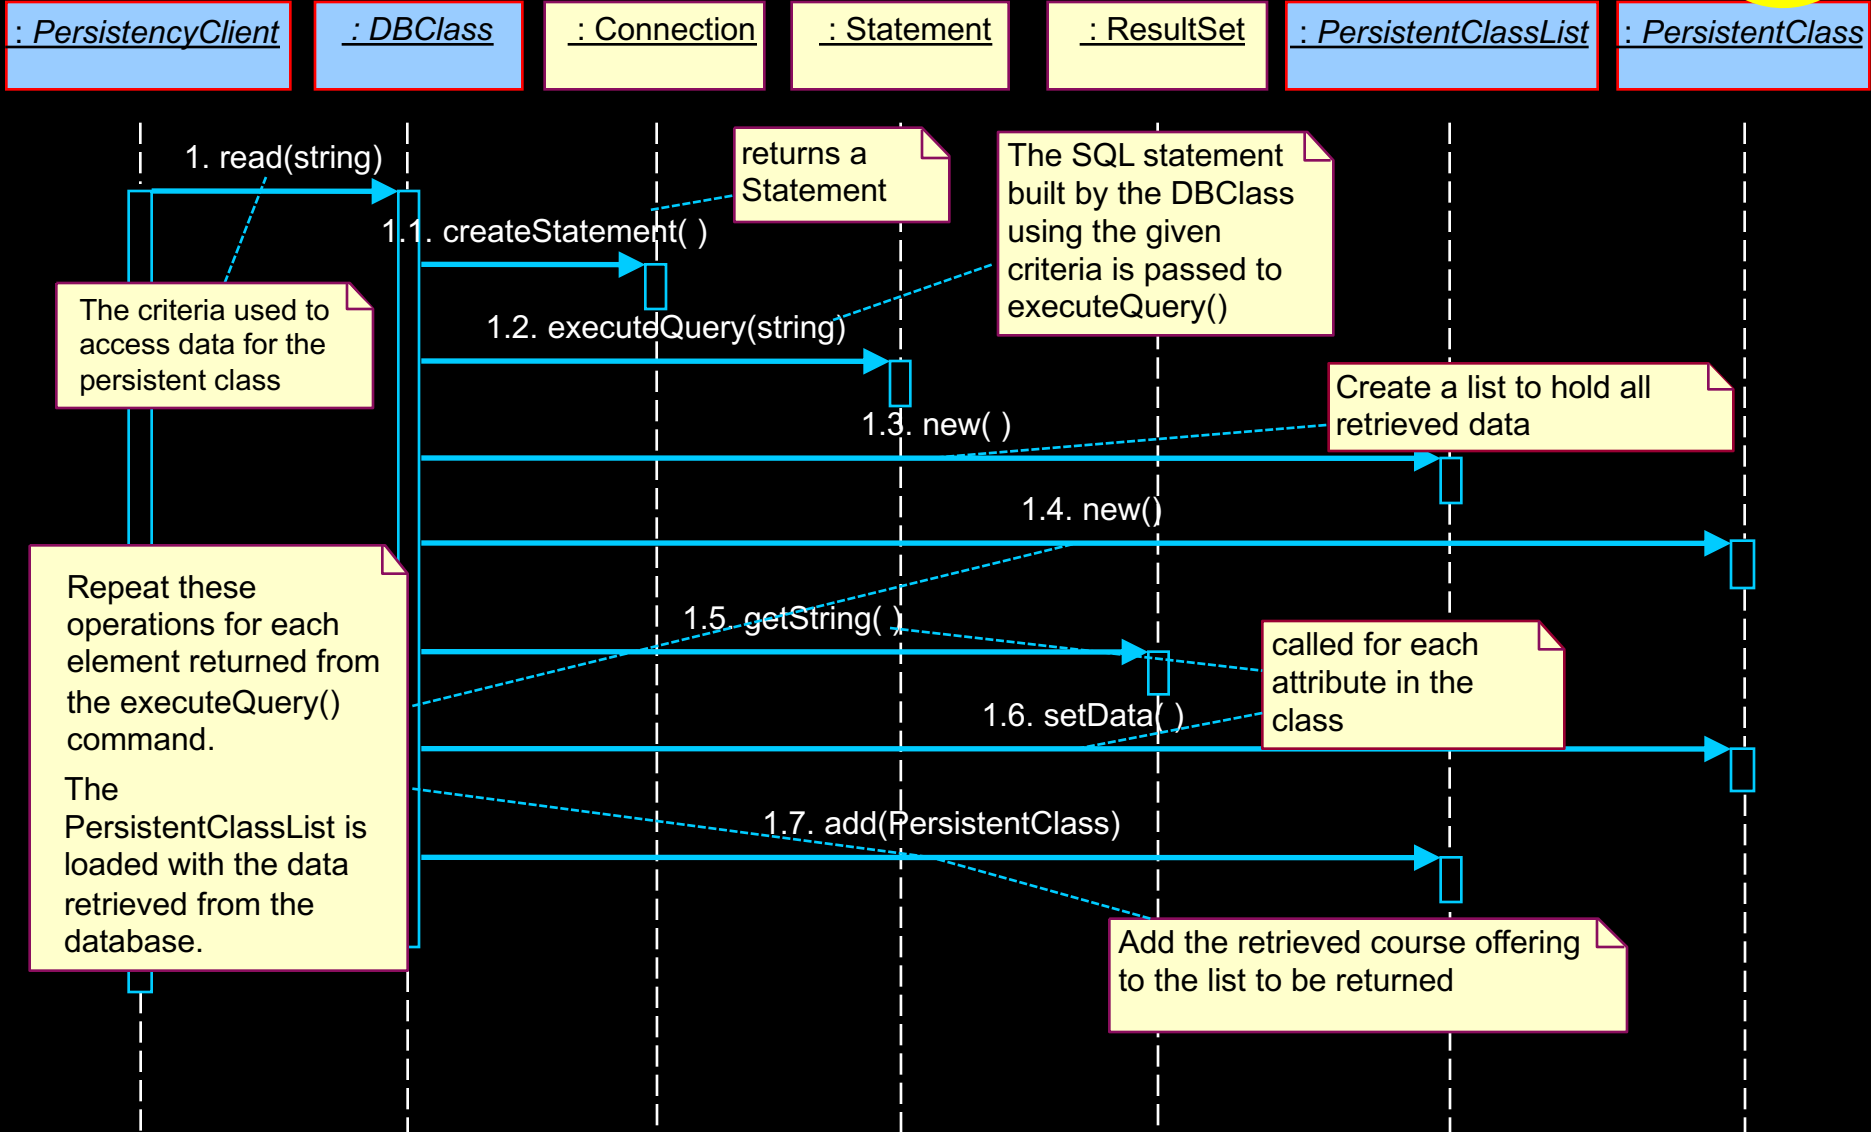 : PersistencyClient
: DBClass
: Connection
: Statement
: ResultSet
: PersistentClassList
: PersistentClass
1. read(string)
returns a
Statement
The SQL statement
built by the DBClass
using the given
criteria is passed to
executeQuery()
1.1. createStatement( )
The criteria used to
access data for the
persistent class
1.2. executeQuery(string)
Create a list to hold all
retrieved data
1.3. new( )
1.4. new()
Repeat these
operations for each
element returned from
the executeQuery()
command.
The
PersistentClassList is
loaded with the data
retrieved from the
database.
1.5. getString( )
called for each
attribute in the
class
1.6. setData( )
1.7. add(PersistentClass)
Add the retrieved course offering
to the list to be returned